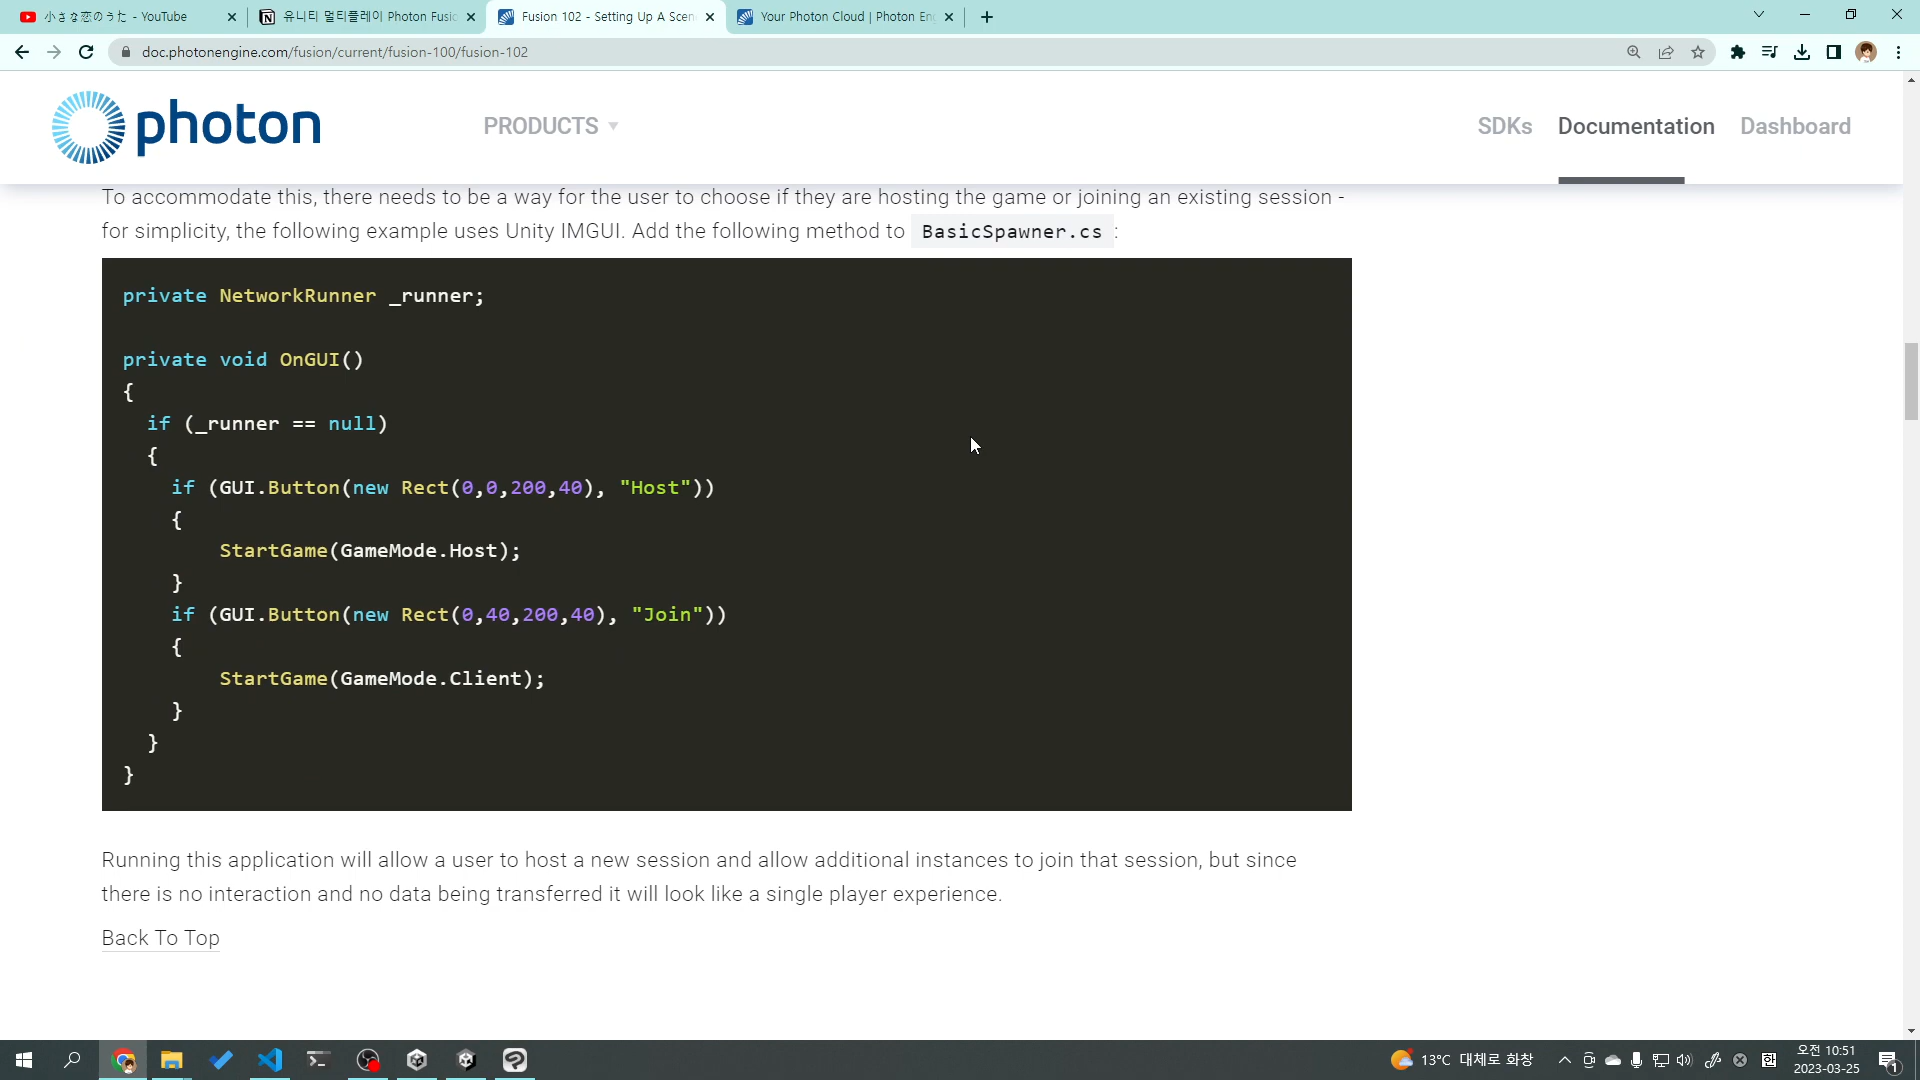 小さな恋のうた - YouTube
유니티 멀티플레이 Photon Fusio
Fusion 102 - Setting Up A Scen
Your Photon Cloud | Photon Eng
doc.photonengine.com/fusion/current/fusion-100/fusion-102
photon
PRODUCTS
SDKs
Documentation
Dashboard
To accommodate this, there needs to be a way for the user to choose if they are hosting the game or joining an existing session -
for simplicity, the following example uses Unity IMGUI. Add the following method to BasicSpawner.cs :
private NetworkRunner _runner;
private void OnGUI()
{
if (_runner == null)
{
if (GUI.Button(new Rect(0,0,200,40), "Host"))
{
StartGame(GameMode.Host);
}
if (GUI.Button(new Rect(0,40,200,40), "Join"))
{
StartGame(GameMode.Client);
}
}
}
Running this application will allow a user to host a new session and allow additional instances to join that session, but since
there is no interaction and no data being transferred it will look like a single player experience.
Back To Top
13°C 대체로 화창
한
오전 10:51
2023-03-25
1